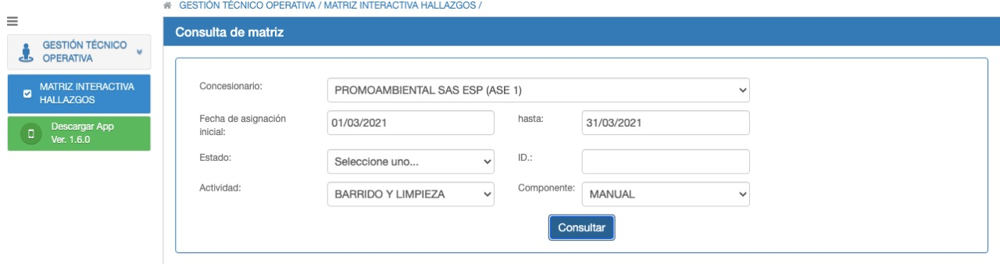 GESTIÓN TÉCNICO OPERATIVA / MATRIZ INTERACTIVA HALLAZGOS /
GESTIÓN TÉCNICO
OPERATIVA
MATRIZ INTERACTIVA
HALLAZGOS
Descargar App
Ver. 1.6.0
Consulta de matriz
Concesionario:
PROMOAMBIENTAL SAS ESP (ASE 1)
Fecha de asignación
inicial:
01/03/2021
hasta:
31/03/2021
Estado:
Seleccione uno...
ID.:
Actividad:
BARRIDO Y LIMPIEZA
Componente:
MANUAL
Consultar